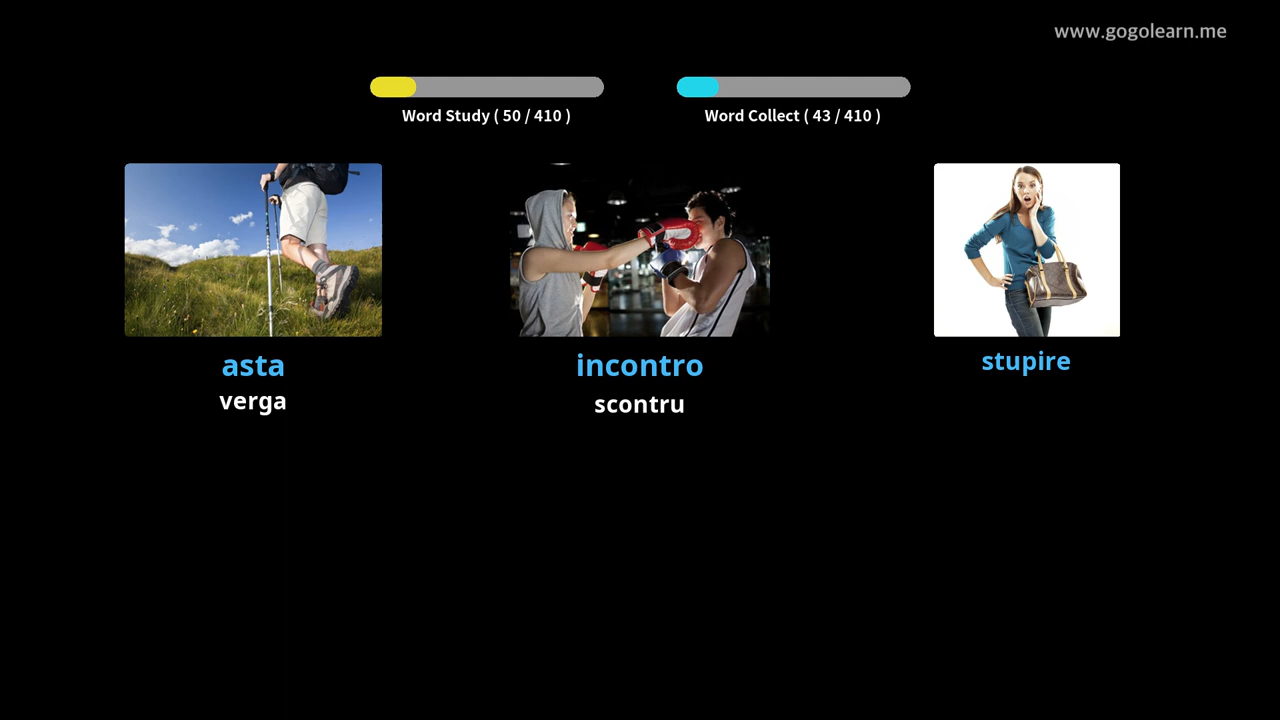 www.gogolearn.me
Word Study ( 50 / 410 )
Word Collect ( 43 / 410 )
asta
verga
incontro
scontru
stupire